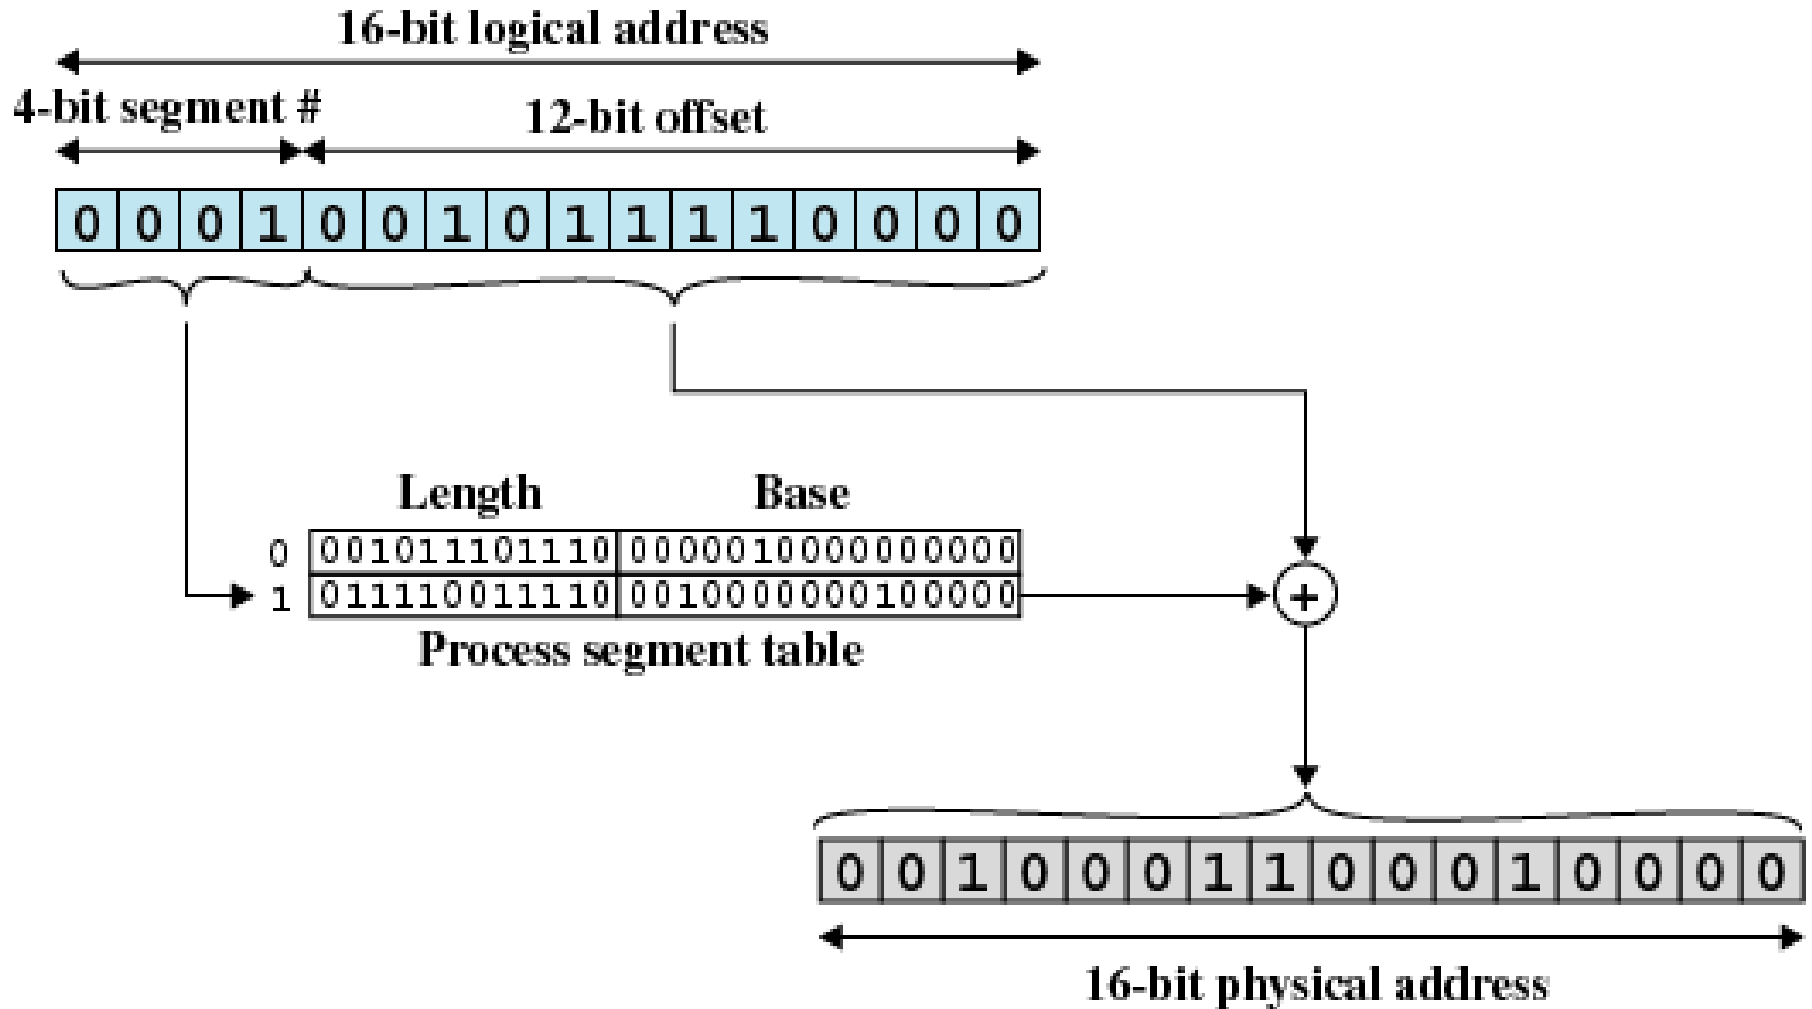 16-bit logical address
4-bit segment #
12-bit offset
0 0 0 1 0 0 1 0 1 1 1 1 0 0 0 0
Length Base
0 001011101110 0000010000000000
1 011110011110 0010000000100000
+
Process segment table
0 0 1 0 0 0 1 1 0 0 0 1 0 0 0 0
16-bit physical address